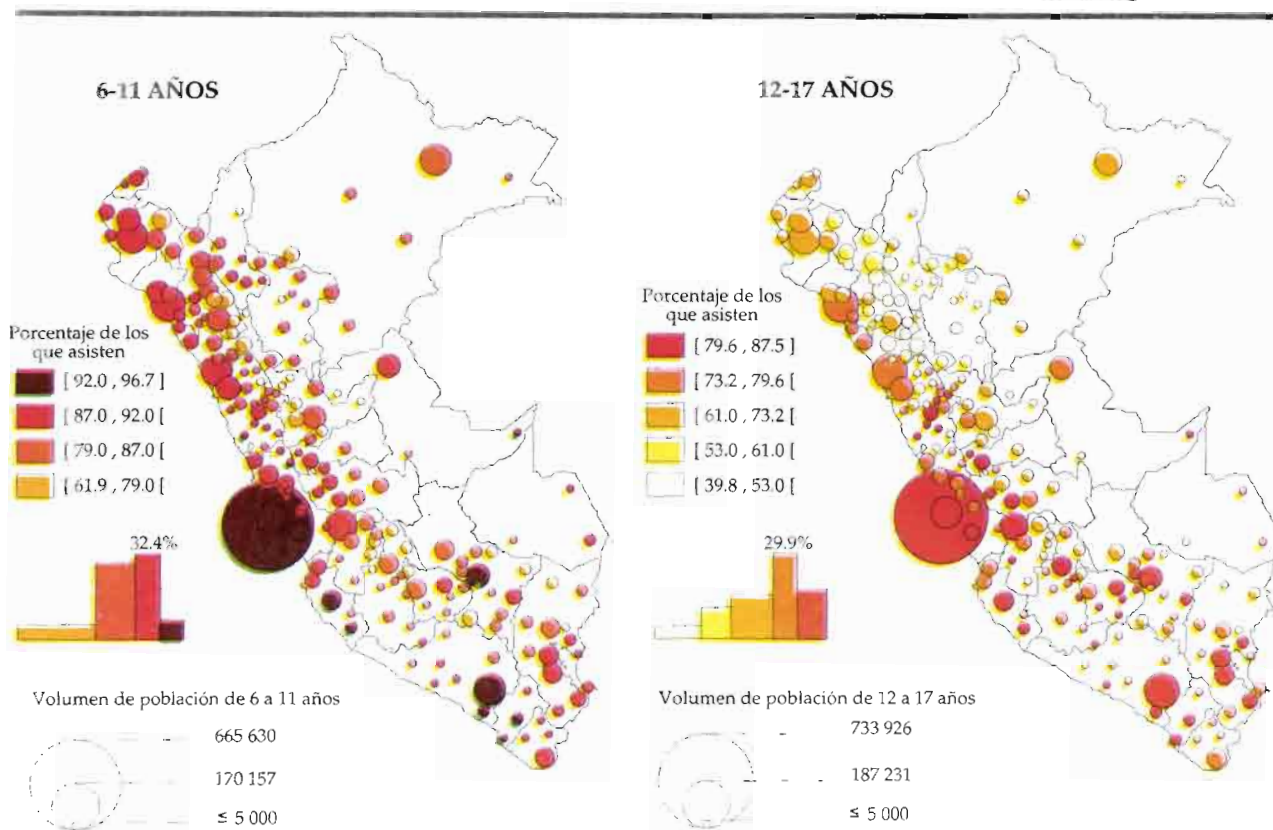 6-11 AÑOS
Porcentaje de los
que asisten
[ 92.0 , 96.7 ]
[ 87.0 , 92.0 [
[ 79.0 , 87.0 [
[ 61.9 , 79.0 [
32.4%
Volumen de población de 6 a 11 años
665 630
170 157
≤ 5 000
12-17 AÑOS
Porcentaje de los
que asisten
[ 79.6 , 87.5 ]
[ 73.2 , 79.6 [
[ 61.0 , 73.2 [
[ 53.0 , 61.0 [
[ 39.8 , 53.0 [
29.9%
Volumen de población de 12 a 17 años
733 926
187 231
≤ 5 000